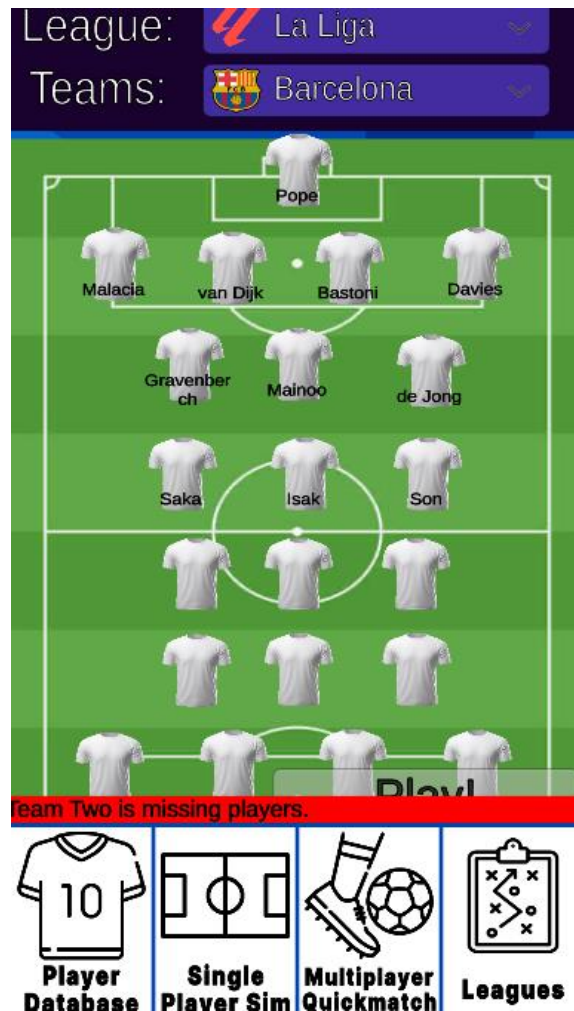 League: La Liga
Teams: Barcelona
Pope
Malacia van Dijk Bastoni Davies
Gravenber
ch Mainoo de Jong
Saka Isak Son
Play!
Team Two is missing players.
10
Player
Database
Single
Player Sim
Multiplayer
Quickmatch
Leagues